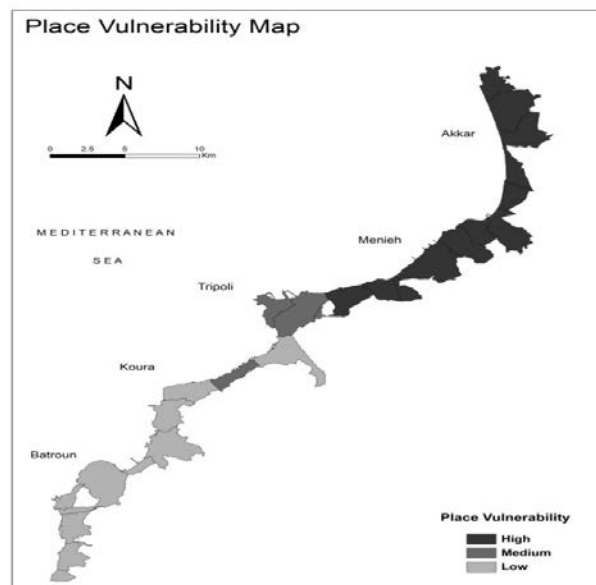 Place Vulnerability Map
N
0 2.5 5 10
Km
Akkar
MEDITERRANEAN
SEA
Menieh
Tripoli
Koura
Batroun
Place Vulnerability
High
Medium
Low